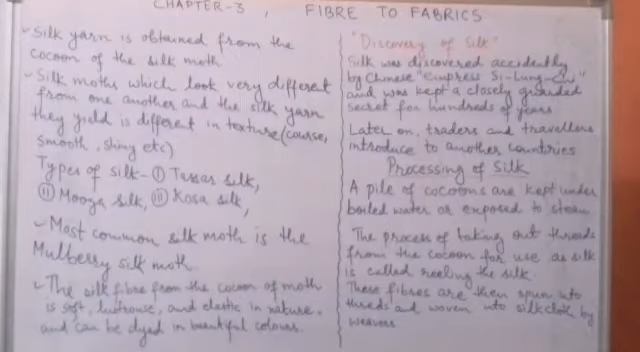 CHAPTER-3, FIBRE TO FABRICS
✓ Silk yarn is obtained from the
cocoon of the silk moth
✓ Silk moths which look very different
from one another and the silk yarn
they yield is different in texture (course,
smooth, shiny etc)
Types of silk - ① Tassar silk,
ⓘⓘ Mooga silk, ⓘⓘⓘ Kosa silk,
✓ Most common silk moth is the
Mulberry silk moth.
✓ The silk fibre from the cocoon of moth
is soft, lustrouse, and elastic in nature,
and can be dyed in beautiful colours.
"Discovery of Silk"
Silk was discovered accidently
by Chinese "empress Si-lung-Chi"
and was kept a closely guarded
secret for hundreds of years
Later on, traders and travellers
introduce to another countries
Processing of Silk
A pile of cocoons are kept under
boiled water or exposed to steam
The process of taking out threads
from the cocoon for use as silk
is called reeling the silk.
These fibres are then spun into
threds and woven into silk cloth by
weavers